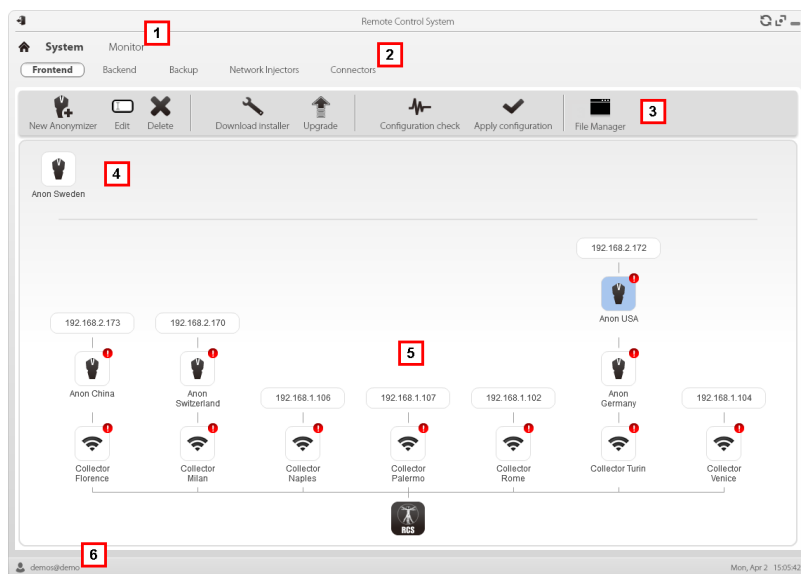 Remote Control System
1
System Monitor
2
Frontend Backend Backup Network Injectors Connectors
3
New Anonymizer Edit Delete Download installer Upgrade Configuration check Apply configuration File Manager
4
Anon Sweden
192.168.2.172
Anon USA
192.168.2.173 192.168.2.170
5
Anon China
Anon
Switzerland
Anon
Germany
192.168.1.106 192.168.1.107 192.168.1.102 192.168.1.104
Collector
Florence
Collector
Milan
Collector
Naples
Collector
Palermo
Collector
Rome
Collector Turin
Collector
Venice
RCS
6
demos@demo Mon, Apr 2 15:05:42